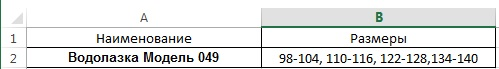 A B
1 Наименование Размеры
2 Водолазка Модель 049 98-104, 110-116, 122-128,134-140